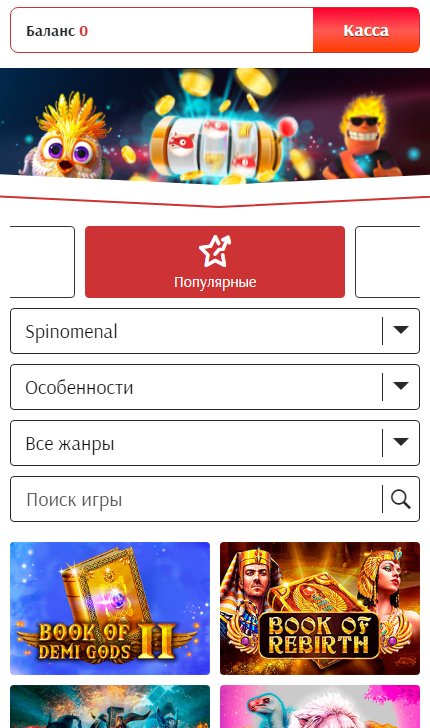 Баланс 0
Касса
Популярные
Spinomenal
Особенности
Все жанры
Поиск игры
BOOK OF
DEMI GODS II
BOOK OF
REBIRTH